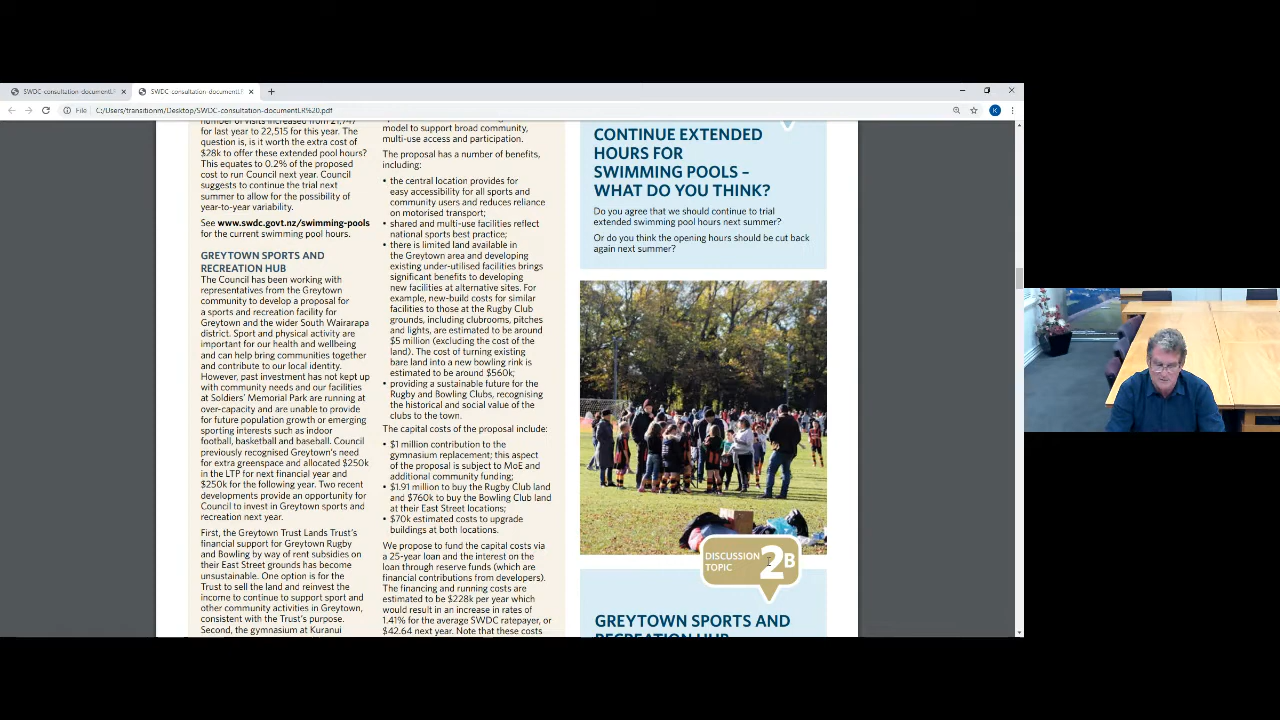 SWDC-consultation-documentLR
SWDC-consultation-documentLR
File
C:/Users/transitionm/Desktop/SWDC-consultation-documentLR%20.pdf
K
number of visits increased from 21,747
for last year to 22,515 for this year. The
question is, is it worth the extra cost of
$28k to offer these extended pool hours?
This equates to 0.2% of the proposed
cost to run Council next year. Council
suggests to continue the trial next
summer to allow for the possibility of
year-to-year variability.
See www.swdc.govt.nz/swimming-pools
for the current swimming pool hours.
GREYTOWN SPORTS AND
RECREATION HUB
The Council has been working with
representatives from the Greytown
community to develop a proposal for
a sports and recreation facility for
Greytown and the wider South Wairarapa
district. Sport and physical activity are
important for our health and wellbeing
and can help bring communities together
and contribute to our local identity.
However, past investment has not kept up
with community needs and our facilities
at Soldiers' Memorial Park are running at
over-capacity and are unable to provide
for future population growth or emerging
sporting interests such as indoor
football, basketball and baseball. Council
previously recognised Greytown's need
for extra greenspace and allocated $250k
in the LTP for next financial year and
$250k for the following year. Two recent
developments provide an opportunity for
Council to invest in Greytown sports and
recreation next year.
First, the Greytown Trust Lands Trust's
financial support for Greytown Rugby
and Bowling by way of rent subsidies on
their East Street grounds has become
unsustainable. One option is for the
Trust to sell the land and reinvest the
income to continue to support sport and
other community activities in Greytown,
consistent with the Trust's purpose.
Second, the gymnasium at Kuranui
model to support broad community,
multi-use access and participation.
The proposal has a number of benefits,
including:
• the central location provides for
easy accessibility for all sports and
community users and reduces reliance
on motorised transport;
• shared and multi-use facilities reflect
national sports best practice;
• there is limited land available in
the Greytown area and developing
existing under-utilised facilities brings
significant benefits to developing
new facilities at alternative sites. For
example, new-build costs for similar
facilities to those at the Rugby Club
grounds, including clubrooms, pitches
and lights, are estimated to be around
$5 million (excluding the cost of the
land). The cost of turning existing
bare land into a new bowling rink is
estimated to be around $560k;
• providing a sustainable future for the
Rugby and Bowling Clubs, recognising
the historical and social value of the
clubs to the town.
The capital costs of the proposal include:
• $1 million contribution to the
gymnasium replacement; this aspect
of the proposal is subject to MoE and
additional community funding;
• $1.91 million to buy the Rugby Club land
and $760k to buy the Bowling Club land
at their East Street locations;
• $70k estimated costs to upgrade
buildings at both locations.
We propose to fund the capital costs via
a 25-year loan and the interest on the
loan through reserve funds (which are
financial contributions from developers).
The financing and running costs are
estimated to be $228k per year which
would result in an increase in rates of
1.41% for the average SWDC ratepayer, or
$42.64 next year. Note that these costs
CONTINUE EXTENDED
HOURS FOR
SWIMMING POOLS –
WHAT DO YOU THINK?
Do you agree that we should continue to trial
extended swimming pool hours next summer?
Or do you think the opening hours should be cut back
again next summer?
DISCUSSION
TOPIC 2B
GREYTOWN SPORTS AND
RECREATION HUB